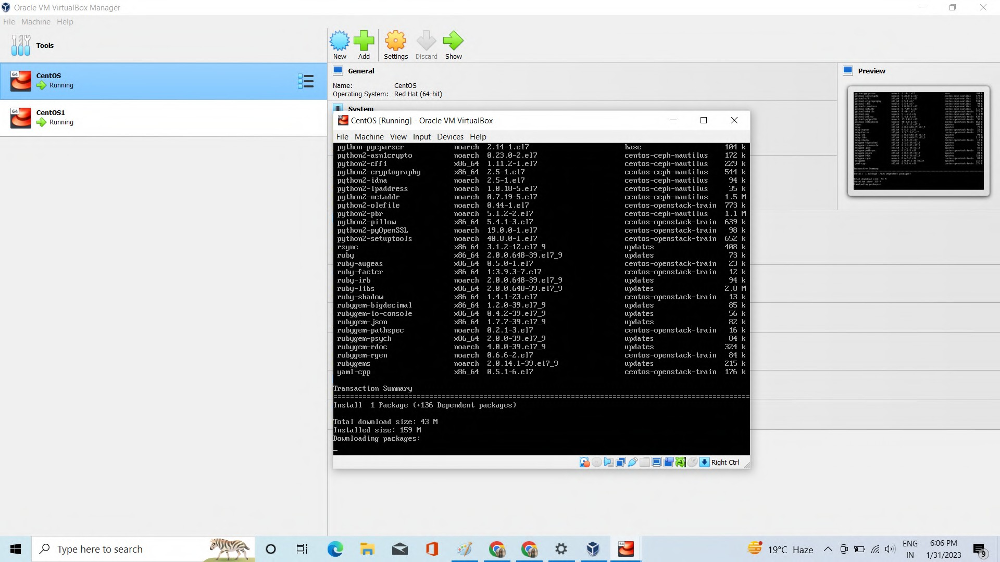 Oracle VM VirtualBox Manager
File Machine Help
Tools
New Add Settings Discard Show
64 CentOS
Running
64 CentOS1
Running
General
Name: CentOS
Operating System: Red Hat (64-bit)
System
Preview
CentOS [Running] - Oracle VM VirtualBox
File Machine View Input Devices Help
python-pycparser noarch 2.14-1.el7 base 104 k
python2-asn1crypto noarch 0.23.0-2.el7 centos-ceph-nautilus 172 k
python2-cffi x86_64 1.11.2-1.el7 centos-ceph-nautilus 229 k
python2-cryptography x86_64 2.5-1.el7 centos-ceph-nautilus 544 k
python2-idna noarch 2.5-1.el7 centos-ceph-nautilus 94 k
python2-ipaddress noarch 1.0.18-5.el7 centos-ceph-nautilus 35 k
python2-netaddr noarch 0.7.19-5.el7 centos-ceph-nautilus 1.5 M
python2-olefile noarch 0.44-1.el7 centos-openstack-train 773 k
python2-pbr noarch 5.1.2-2.el7 centos-ceph-nautilus 1.1 M
python2-pillow x86_64 5.4.1-3.el7 centos-openstack-train 639 k
python2-pyOpenSSL noarch 19.0.0-1.el7 centos-openstack-train 98 k
python2-setuptools noarch 40.8.0-1.el7 centos-openstack-train 652 k
rsync x86_64 3.1.2-12.el7_9 updates 408 k
ruby x86_64 2.0.0.648-39.el7_9 updates 73 k
ruby-augeas x86_64 0.5.0-1.el7 centos-openstack-train 23 k
ruby-facter x86_64 1:3.9.3-7.el7 centos-openstack-train 12 k
ruby-irb noarch 2.0.0.648-39.el7_9 updates 94 k
ruby-libs x86_64 2.0.0.648-39.el7_9 updates 2.8 M
ruby-shadow x86_64 1.4.1-23.el7 centos-openstack-train 13 k
rubygem-bigdecimal x86_64 1.2.0-39.el7_9 updates 85 k
rubygem-io-console x86_64 0.4.2-39.el7_9 updates 56 k
rubygem-json x86_64 1.7.7-39.el7_9 updates 82 k
rubygem-pathspec noarch 0.2.1-3.el7 centos-openstack-train 16 k
rubygem-psych x86_64 2.0.0-39.el7_9 updates 84 k
rubygem-rdoc noarch 4.0.0-39.el7_9 updates 324 k
rubygem-rgen noarch 0.6.6-2.el7 centos-openstack-train 84 k
rubygems noarch 2.0.14.1-39.el7_9 updates 215 k
yaml-cpp x86_64 0.5.1-6.el7 centos-openstack-train 176 k
Transaction Summary
================================================================================
Install 1 Package (+136 Dependent packages)
Total download size: 43 M
Installed size: 159 M
Downloading packages:
Right Ctrl
Type here to search
19°C Haze
ENG
IN
6:06 PM
1/31/2023
9